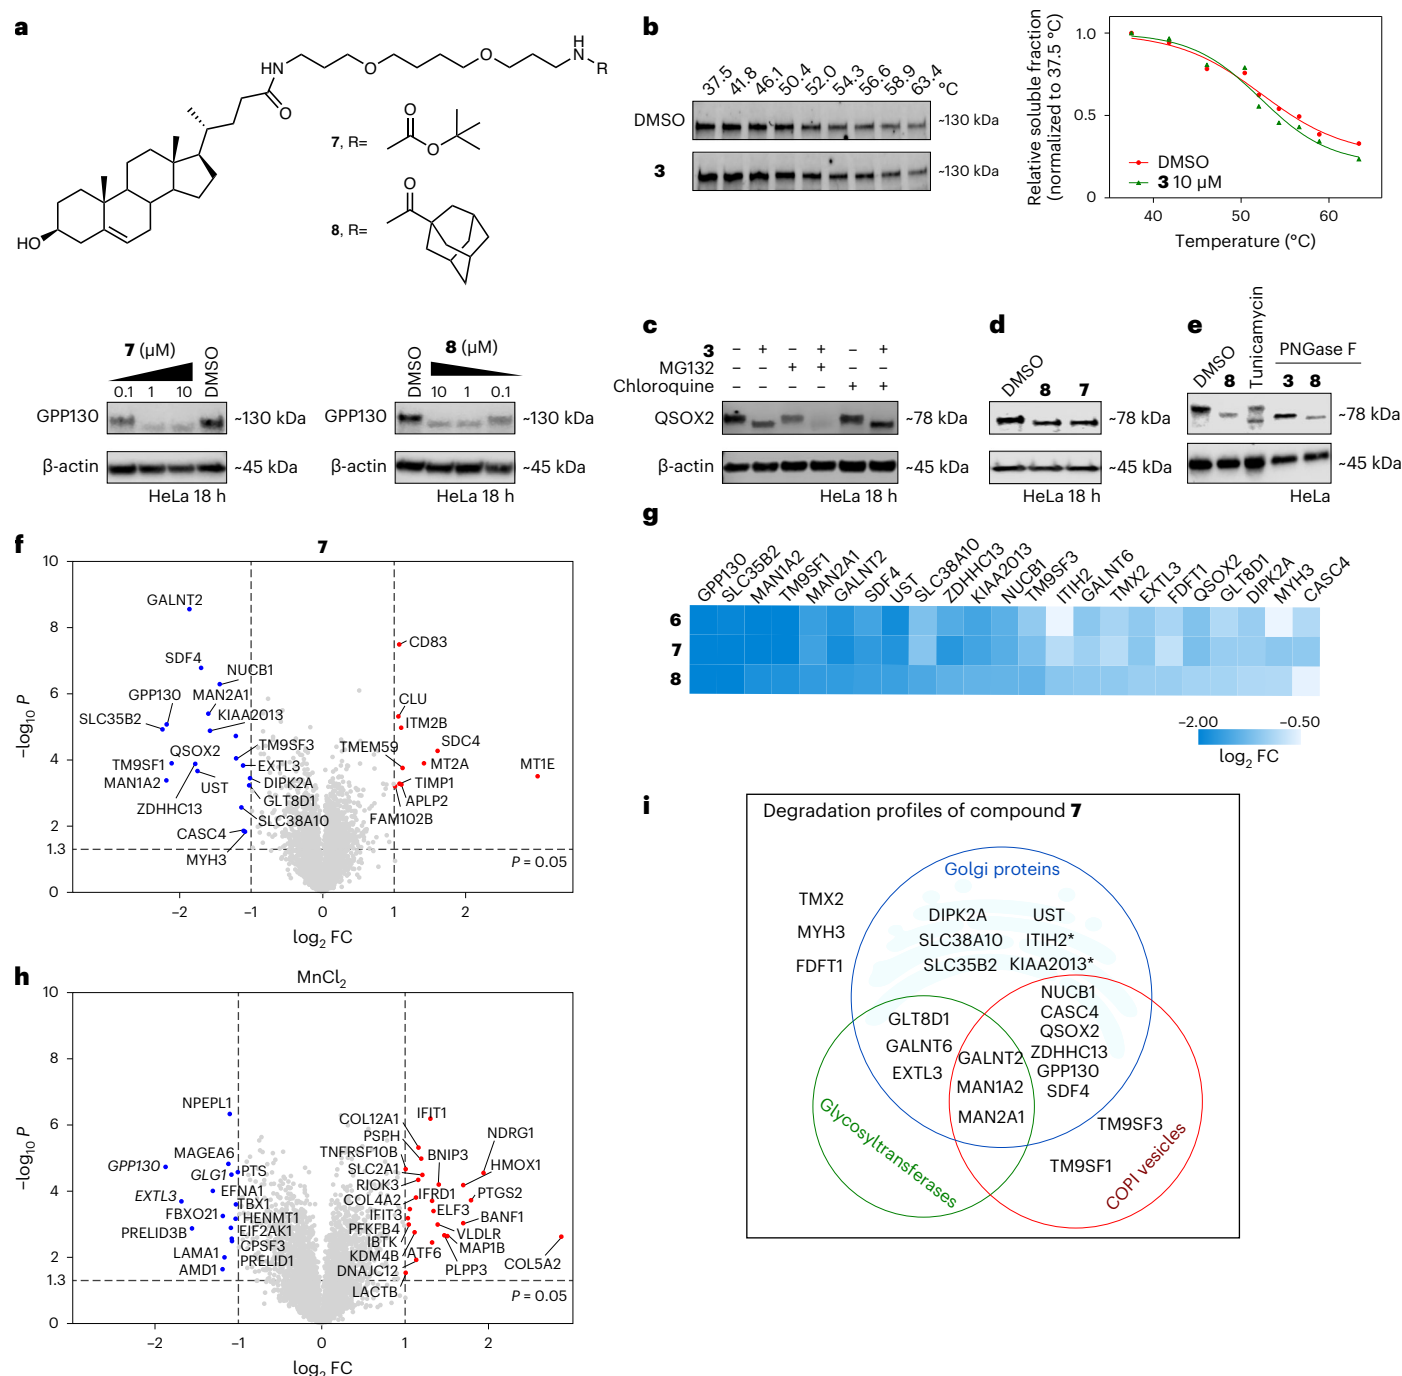 a
H
N
R
HN
O
O
O
7, R=
O
O
8, R=
O
HO
7 (μM)
0.1 1 10 DMSO
GPP130 ~130 kDa
β-actin ~45 kDa
HeLa 18 h
8 (μM)
DMSO 10 1 0.1
GPP130 ~130 kDa
β-actin ~45 kDa
HeLa 18 h
b
37.5 41.8 46.1 50.4 52.0 54.3 56.6 58.9 63.4 °C
DMSO ~130 kDa
3 ~130 kDa
Relative soluble fraction
(normalized to 37.5 °C)
1.0
0.5
0
DMSO
3 10 μM
40 50 60
Temperature (°C)
c
3 – + – + – +
MG132 – – + + – –
Chloroquine – – – – + +
QSOX2 ~78 kDa
β-actin ~45 kDa
HeLa 18 h
d
DMSO 8 7
~78 kDa
~45 kDa
HeLa 18 h
e
DMSO 8 Tunicamycin PNGase F
3 8
~78 kDa
~45 kDa
HeLa
f
7
–log10 P
10
8
6
4
2
1.3
0
GALNT2
SDF4
NUCB1
GPP130
MAN2A1
SLC35B2
KIAA2013
QSOX2
TM9SF3
TM9SF1
EXTL3
MAN1A2
UST
DIPK2A
ZDHHC13
GLT8D1
SLC38A10
CASC4
MYH3
CD83
CLU
ITM2B
TMEM59
SDC4
MT2A
MT1E
TIMP1
APLP2
FAM102B
P = 0.05
–2 –1 0 1 2
log2 FC
g
GPP130 SLC35B2 MAN1A2 TM9SF1 MAN2A1 GALNT2 SDF4 UST SLC38A10 ZDHHC13 KIAA2013 NUCB1 TM9SF3 ITIH2 GALNT6 TMX2 EXTL3 FDFT1 QSOX2 GLT8D1 DIPK2A MYH3 CASC4
6
7
8
–2.00 –0.50
log2 FC
h
MnCl2
–log10 P
10
8
6
4
2
1.3
0
NPEPL1
MAGEA6
GPP130
GLG1
PTS
EXTL3
EFNA1
FBXO21
TBX1
HENMT1
PRELID3B
EIF2AK1
CPSF3
LAMA1
PRELID1
AMD1
COL12A1
IFIT1
PSPH
TNFRSF10B
BNIP3
NDRG1
SLC2A1
HMOX1
RIOK3
IFRD1
PTGS2
COL4A2
ELF3
IFIT3
BANF1
PFKFB4
VLDLR
IBTK
MAP1B
KDM4B
ATF6
PLPP3
DNAJC12
COL5A2
LACTB
P = 0.05
–2 0 2
log2 FC
i
Degradation profiles of compound 7
Golgi proteins
TMX2
MYH3
FDFT1
DIPK2A UST
SLC38A10 ITIH2*
SLC35B2 KIAA2013*
NUCB1
CASC4
QSOX2
ZDHHC13
GPP130
SDF4
GLT8D1
GALNT6
EXTL3
GALNT2
MAN1A2
MAN2A1
TM9SF3
TM9SF1
Glycosyltransferases
COPI vesicles